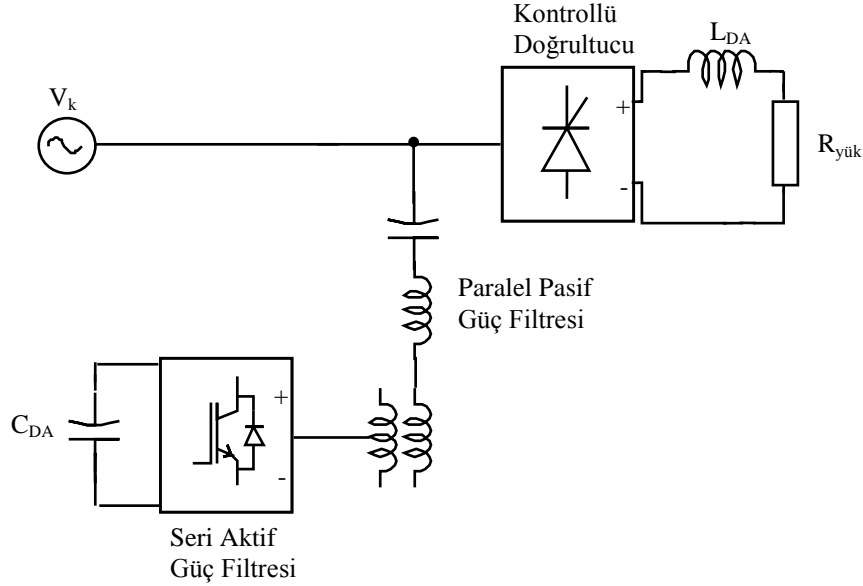 Kontrollü
Doğrultucu
L_DA
V_k
+
-
R_yük
Paralel Pasif
Güç Filtresi
C_DA
+
-
Seri Aktif
Güç Filtresi